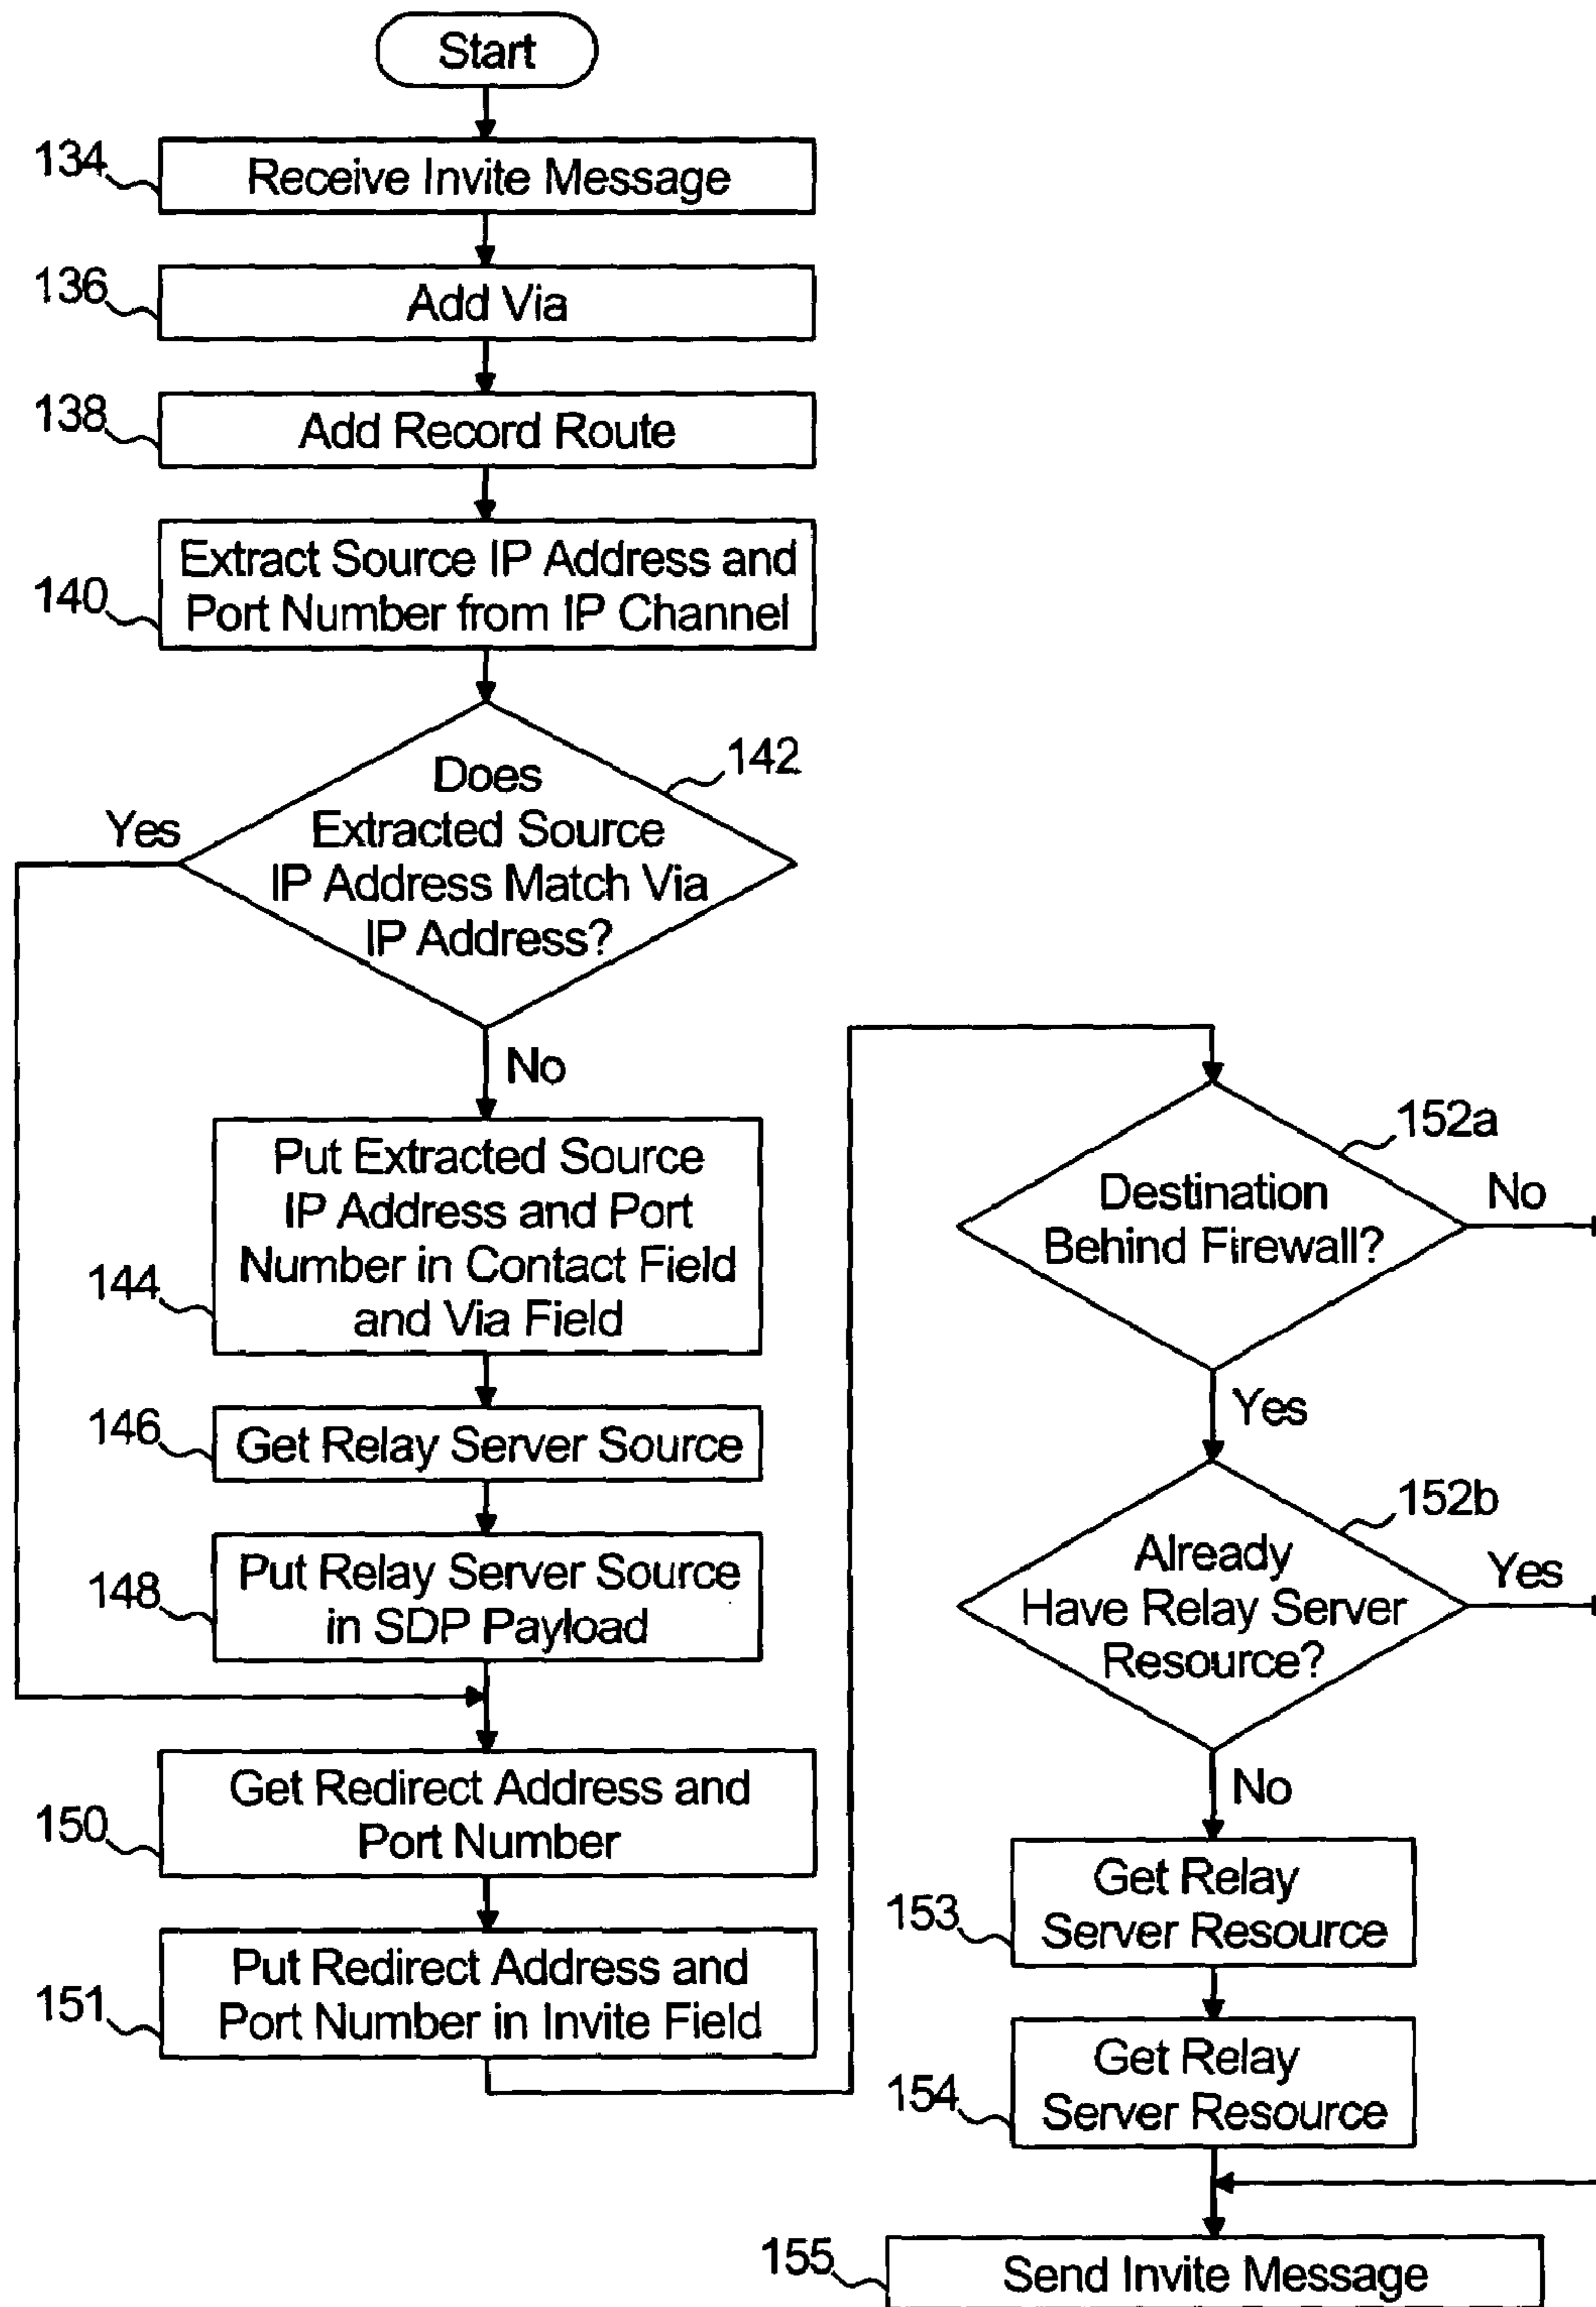 Start
134
Receive Invite Message
136
Add Via
138
Add Record Route
140
Extract Source IP Address and
Port Number from IP Channel
142
Does
Extracted Source
IP Address Match Via
IP Address?
Yes
No
144
Put Extracted Source
IP Address and Port
Number in Contact Field
and Via Field
146
Get Relay Server Source
148
Put Relay Server Source
in SDP Payload
150
Get Redirect Address and
Port Number
151
Put Redirect Address and
Port Number in Invite Field
152a
Destination
Behind Firewall?
No
Yes
152b
Already
Have Relay Server
Resource?
Yes
No
153
Get Relay
Server Resource
154
Get Relay
Server Resource
155
Send Invite Message